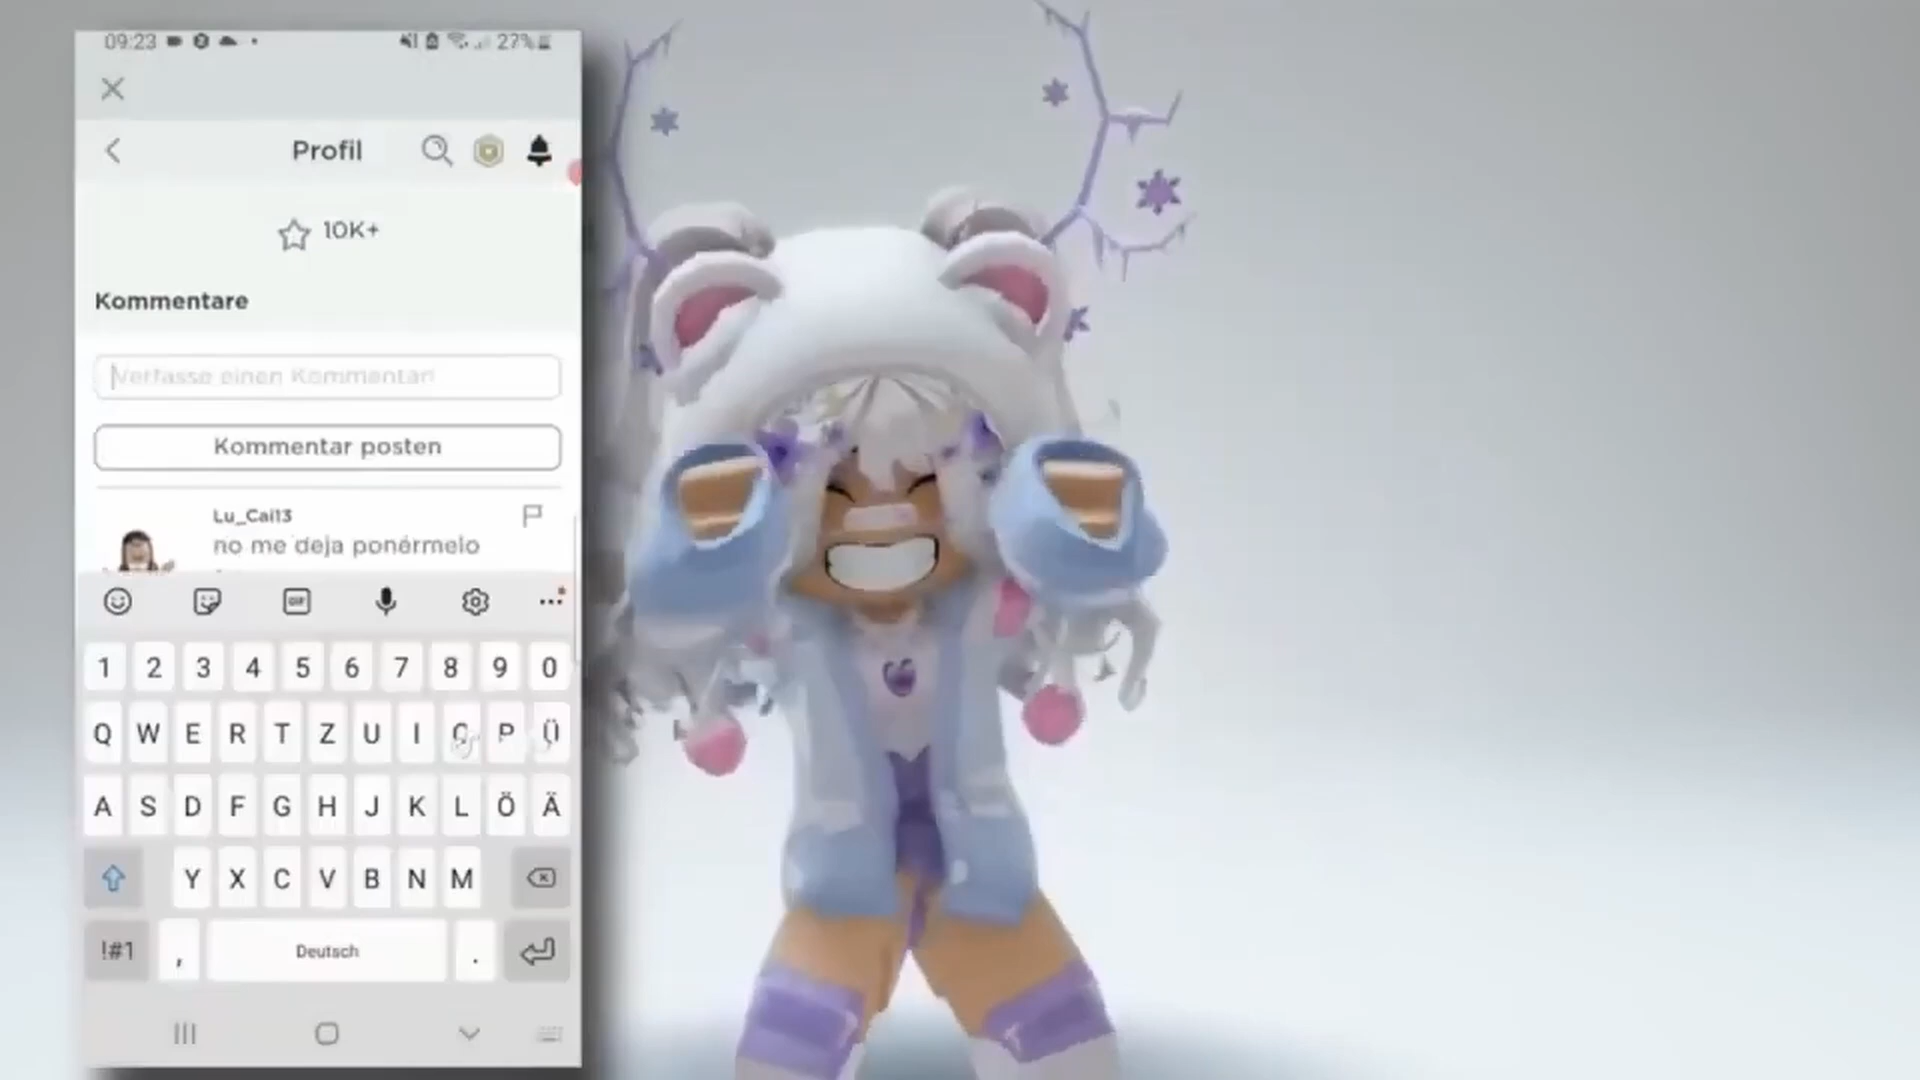 09:23
27%
Profil
10K+
Kommentare
Verfasse einen Kommentar!
Kommentar posten
Lu_Cal13
no me deja ponérmelo
GIF
1 2 3 4 5 6 7 8 9 0
Q W E R T Z U I O P Ü
A S D F G H J K L Ö Ä
Y X C V B N M
!#1 , Deutsch .